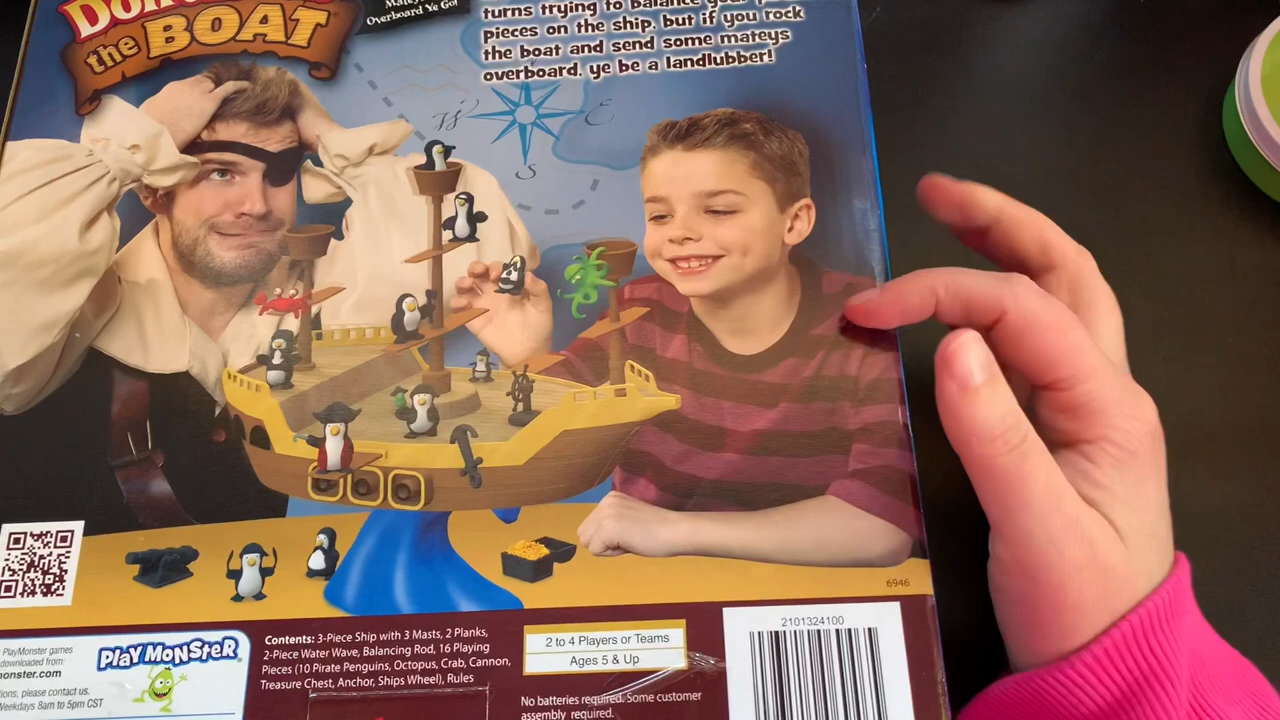 the BOAT
Overboard Ye Go!
turns trying to balance your
pieces on the ship, but if you rock
the boat and send some mateys
overboard, ye be a landlubber!
W
E
S
6946
PlayMonster games
downloaded from:
onster.com
ons, please contact us.
Weekdays 8am to 5pm CST
PLAY MONSTER
Contents: 3-Piece Ship with 3 Masts, 2 Planks,
2-Piece Water Wave, Balancing Rod, 16 Playing
Pieces (10 Pirate Penguins, Octopus, Crab, Cannon,
Treasure Chest, Anchor, Ships Wheel), Rules
2 to 4 Players or Teams
Ages 5 & Up
No batteries required. Some customer
assembly required.
2101324100